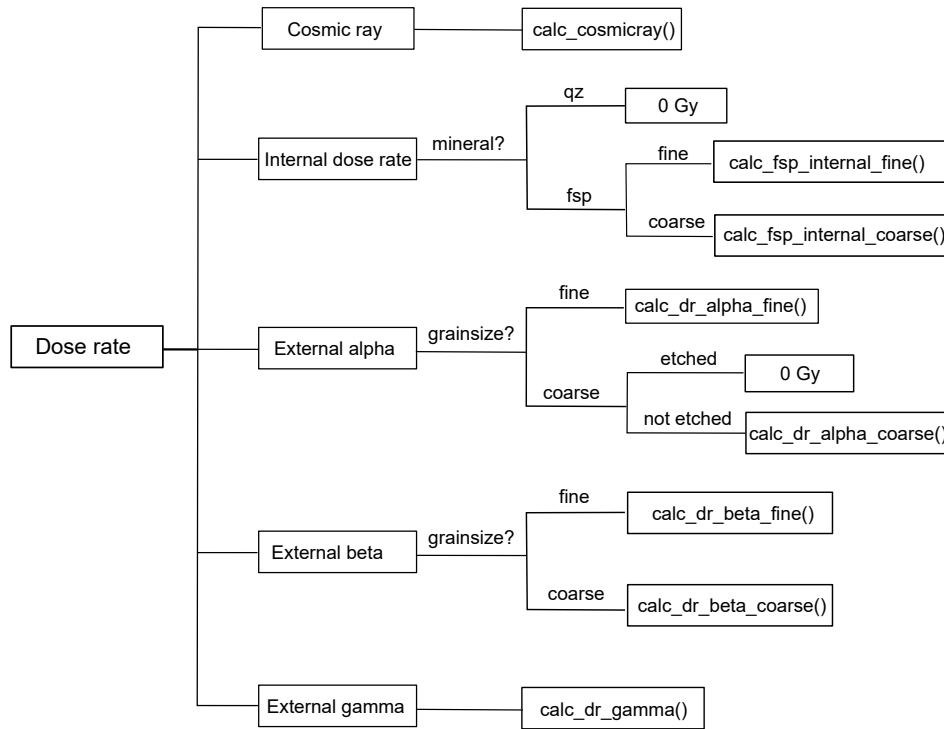 Cosmic ray
calc_cosmicray()
qz
0 Gy
Internal dose rate
mineral?
fine
calc_fsp_internal_fine()
fsp
coarse
calc_fsp_internal_coarse()
fine
calc_dr_alpha_fine()
Dose rate
External alpha
grainsize?
etched
0 Gy
coarse
not etched
calc_dr_alpha_coarse()
fine
calc_dr_beta_fine()
External beta
grainsize?
coarse
calc_dr_beta_coarse()
External gamma
calc_dr_gamma()